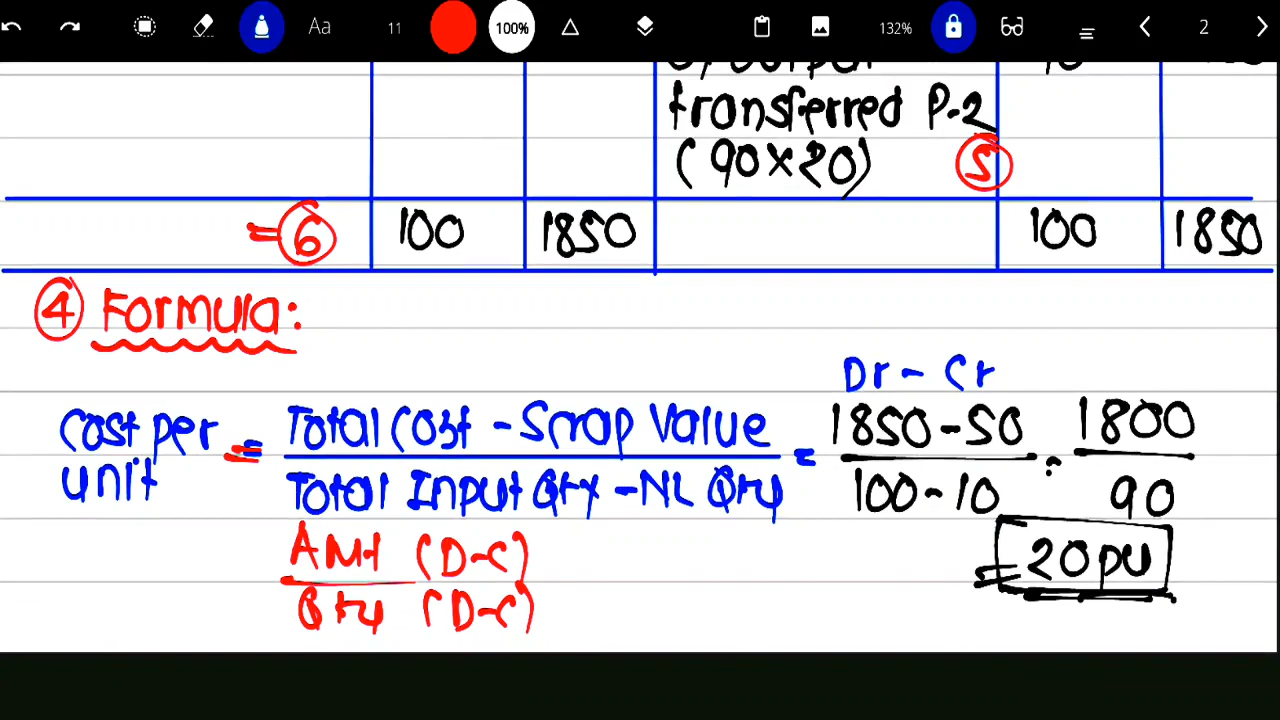 Aa 11 100% 132% 2
transferred P-2
(90×20) 5
= 6 100 1850 100 1850
4 Formula:
Dr - Cr
cost per unit = Total Cost - Scrap Value / Total Input Qty - NL Qty = 1850-50 / 100-10 = 1800 / 90
Amt (D-C)
Qty (D-C)
= 20 pu